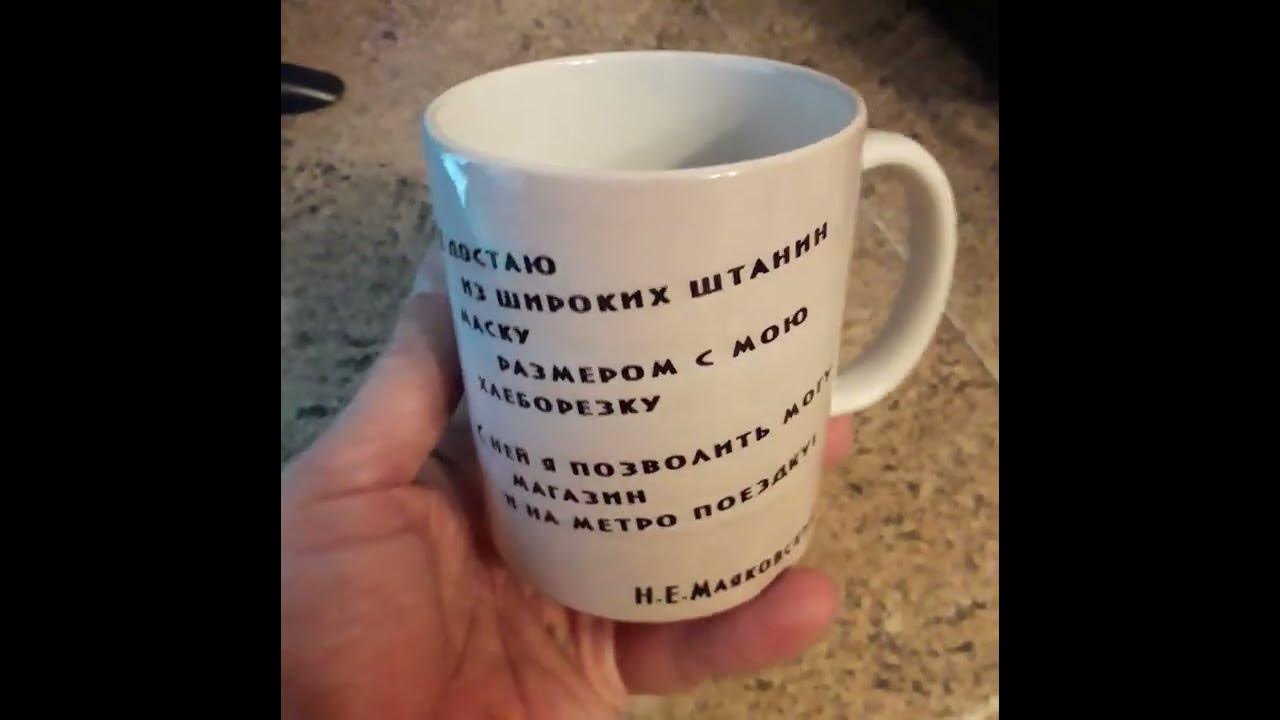 ДОСТАЮ
ИЗ ШИРОКИХ ШТАНИН
МАСКУ
РАЗМЕРОМ С МОЮ
ХЛЕБОРЕЗКУ
С НЕЙ Я ПОЗВОЛИТЬ МОГУ
МАГАЗИН
И НА МЕТРО ПОЕЗДКУ!
Н.Е.МАЯКОВСК